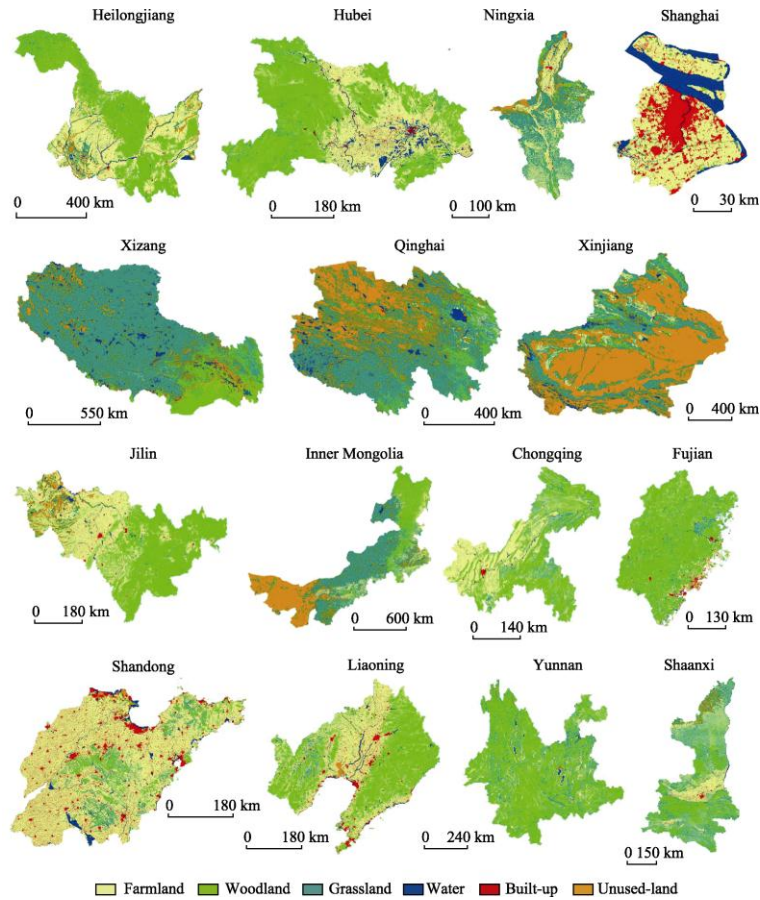 Heilongjiang Hubei Ningxia Shanghai
0 400 km 0 180 km 0 100 km 0 30 km
Xizang Qinghai Xinjiang
0 550 km 0 400 km 0 400 km
Jilin Inner Mongolia Chongqing Fujian
0 180 km 0 600 km 0 140 km 0 130 km
Shandong Liaoning Yunnan Shaanxi
0 180 km 0 180 km 0 240 km 0 150 km
Farmland Woodland Grassland Water Built-up Unused-land